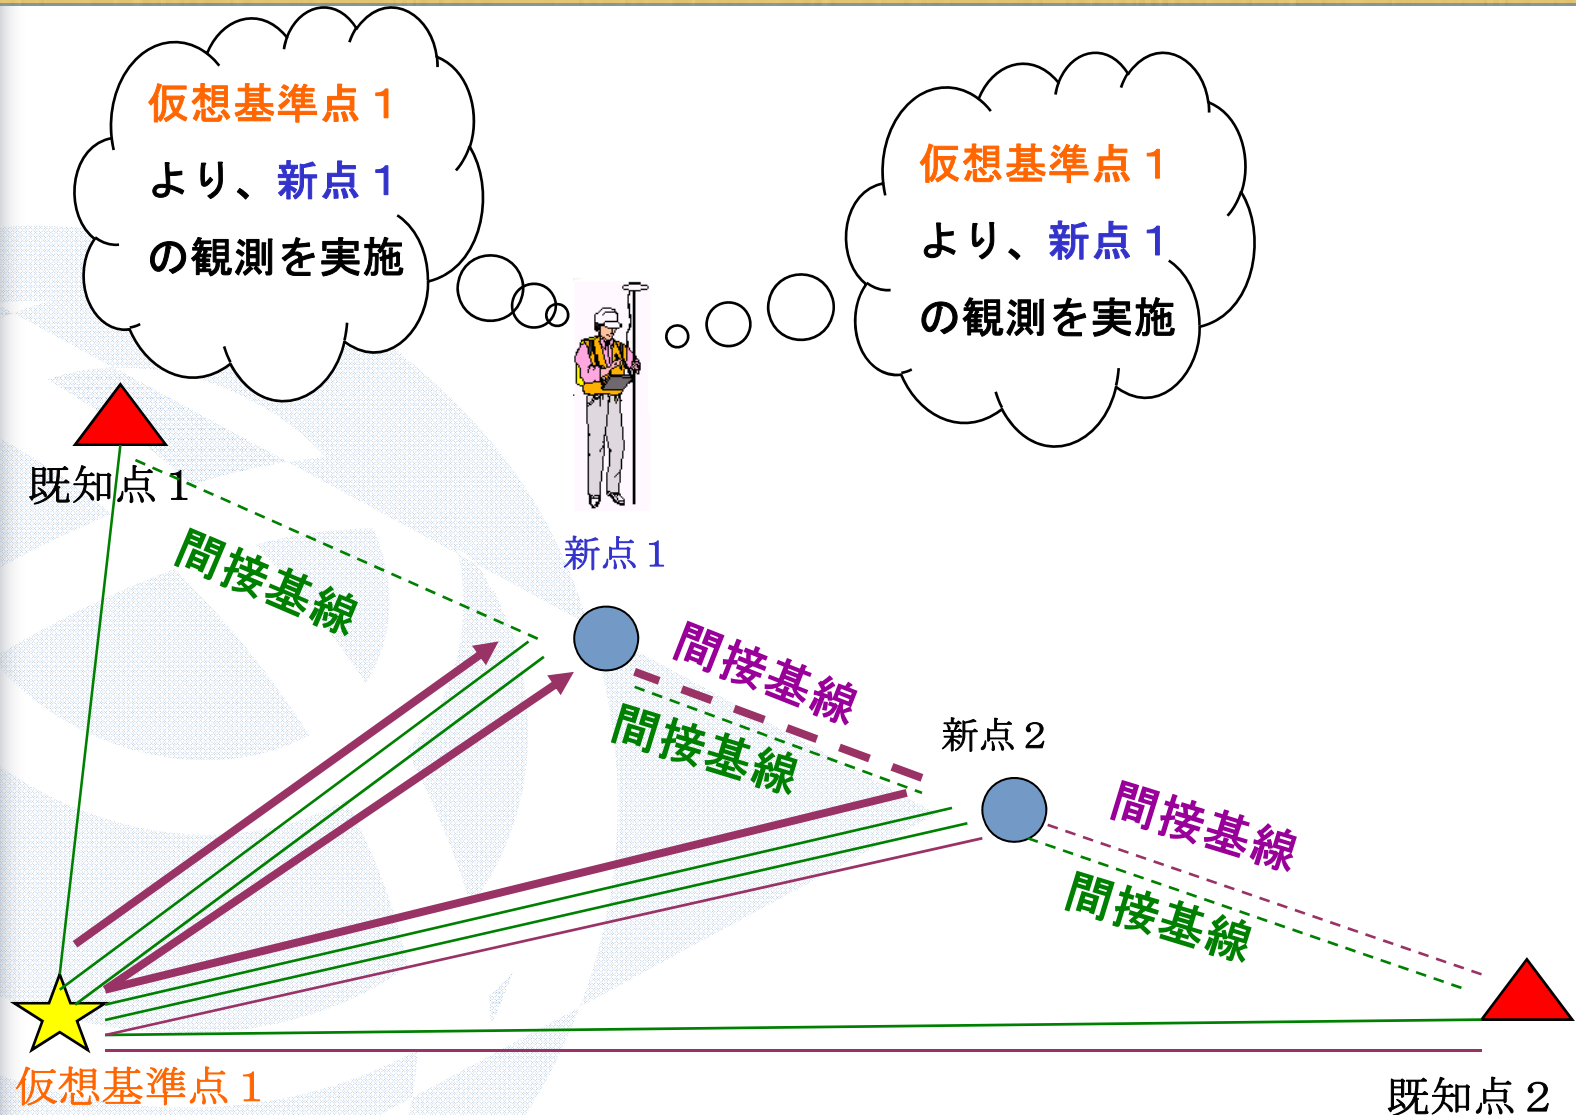 仮想基準点１
より、新点１
の観測を実施
仮想基準点１
より、新点１
の観測を実施
既知点１
間接基線
新点１
間接基線
間接基線
新点２
間接基線
間接基線
仮想基準点１
既知点２